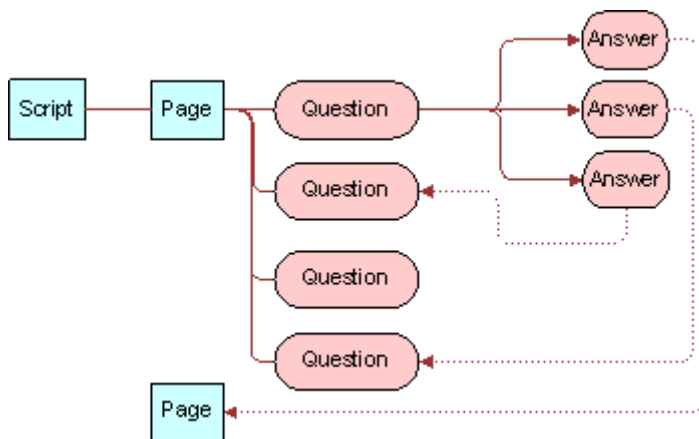 Answer
Script
Page
Question
Answer
Question
Answer
Question
Question
Page